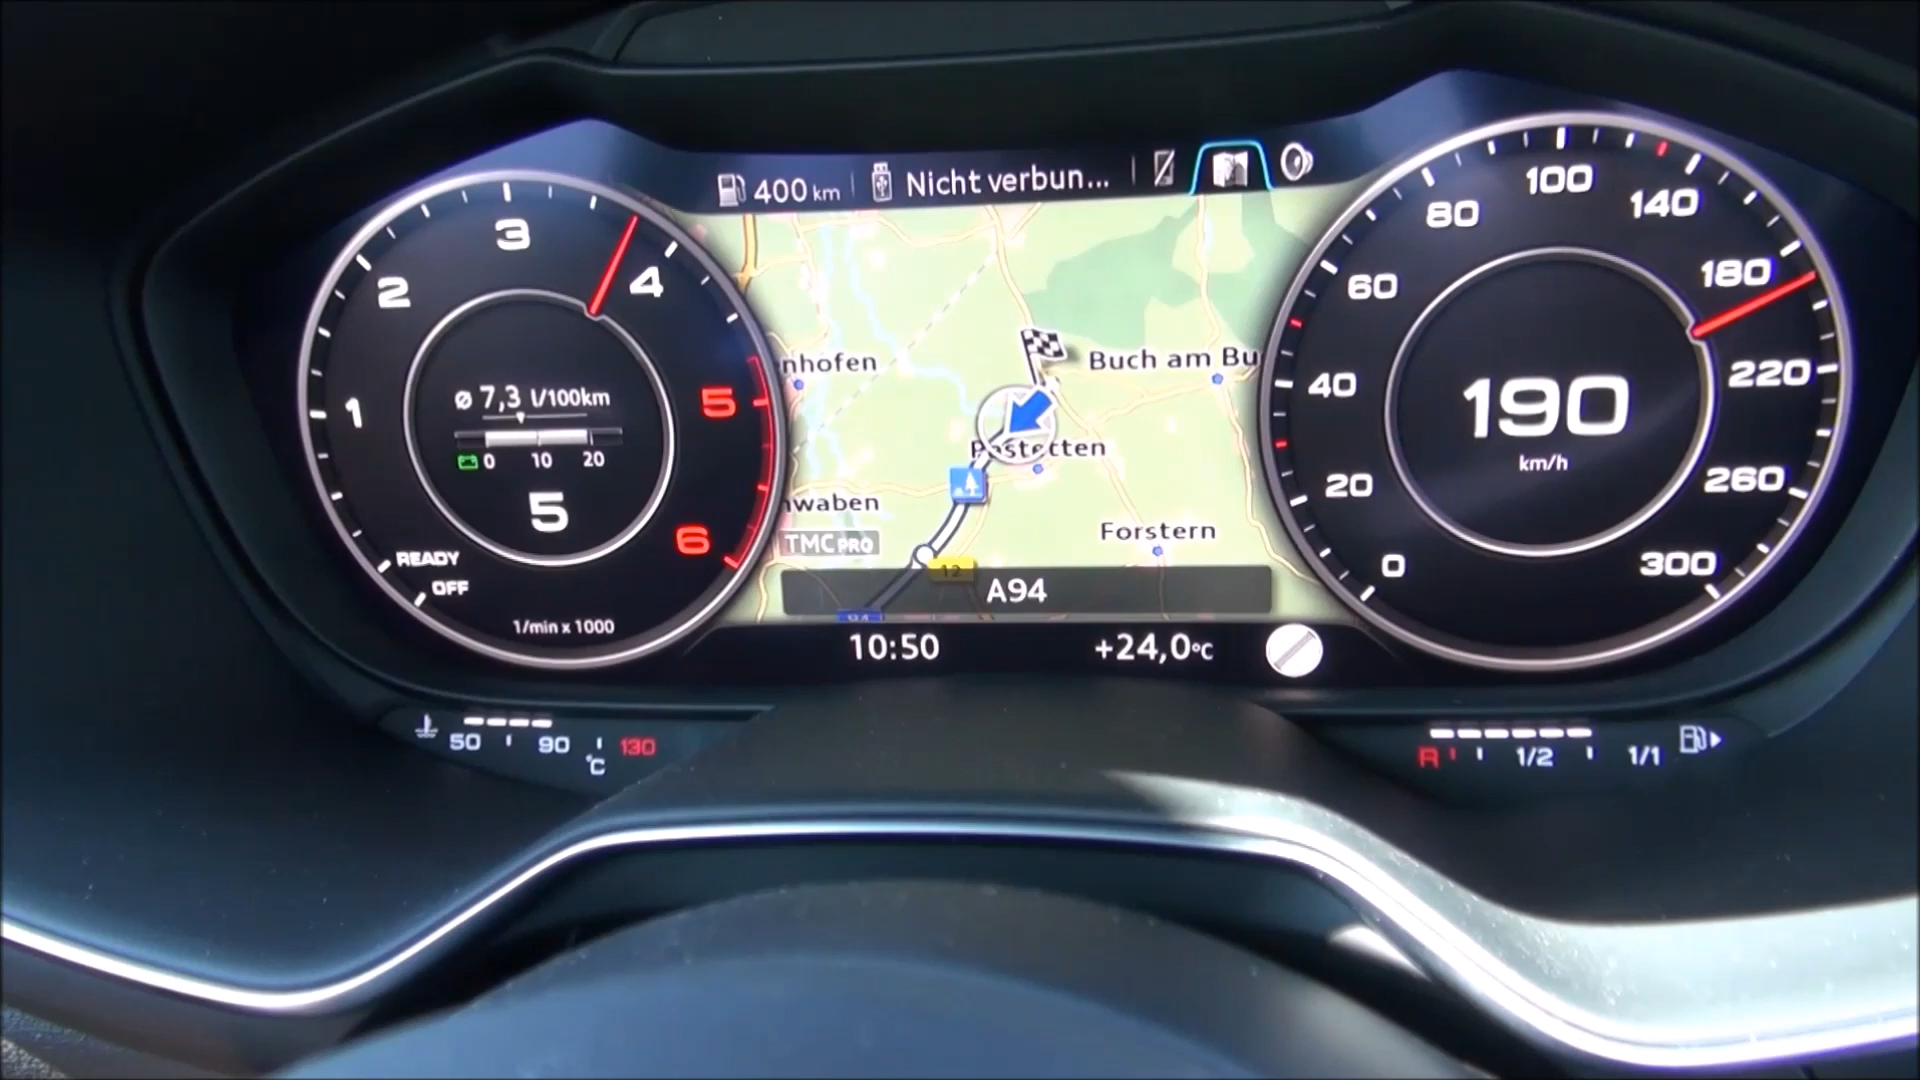 400 km
Nicht verbun...
1
2
3
4
5
6
ø 7,3 l/100km
0 10 20
5
READY
OFF
1/min x 1000
nhofen
Buch am Bu
waben
Forstern
TMC PRO
12
A94
10:50
+24,0°C
0
20
40
60
80
100
140
180
220
260
300
190
km/h
50 90 130
°C
R 1/2 1/1